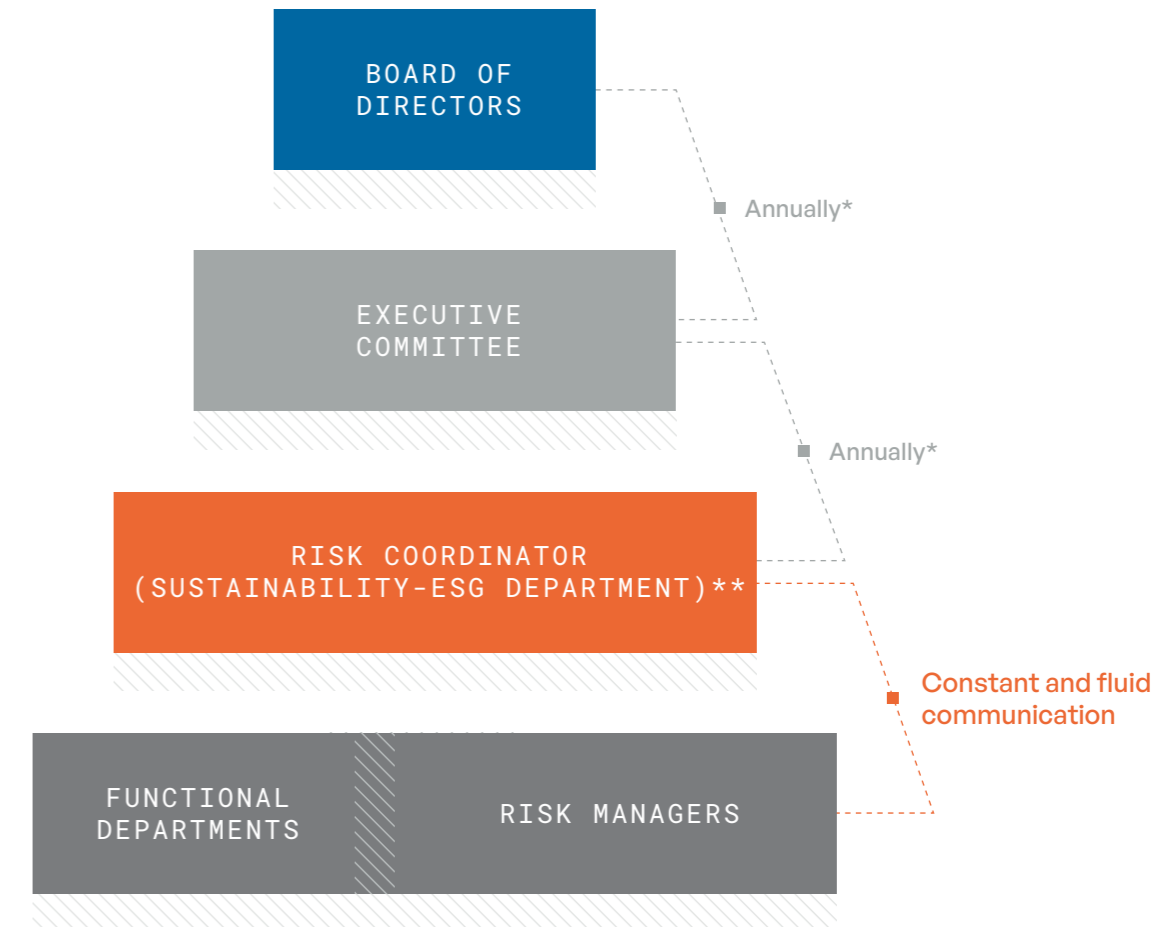 BOARD OF
DIRECTORS
Annually*
EXECUTIVE
COMMITTEE
Annually*
RISK COORDINATOR
(SUSTAINABILITY-ESG DEPARTMENT)**
Constant and fluid
communication
FUNCTIONAL
DEPARTMENTS
RISK MANAGERS